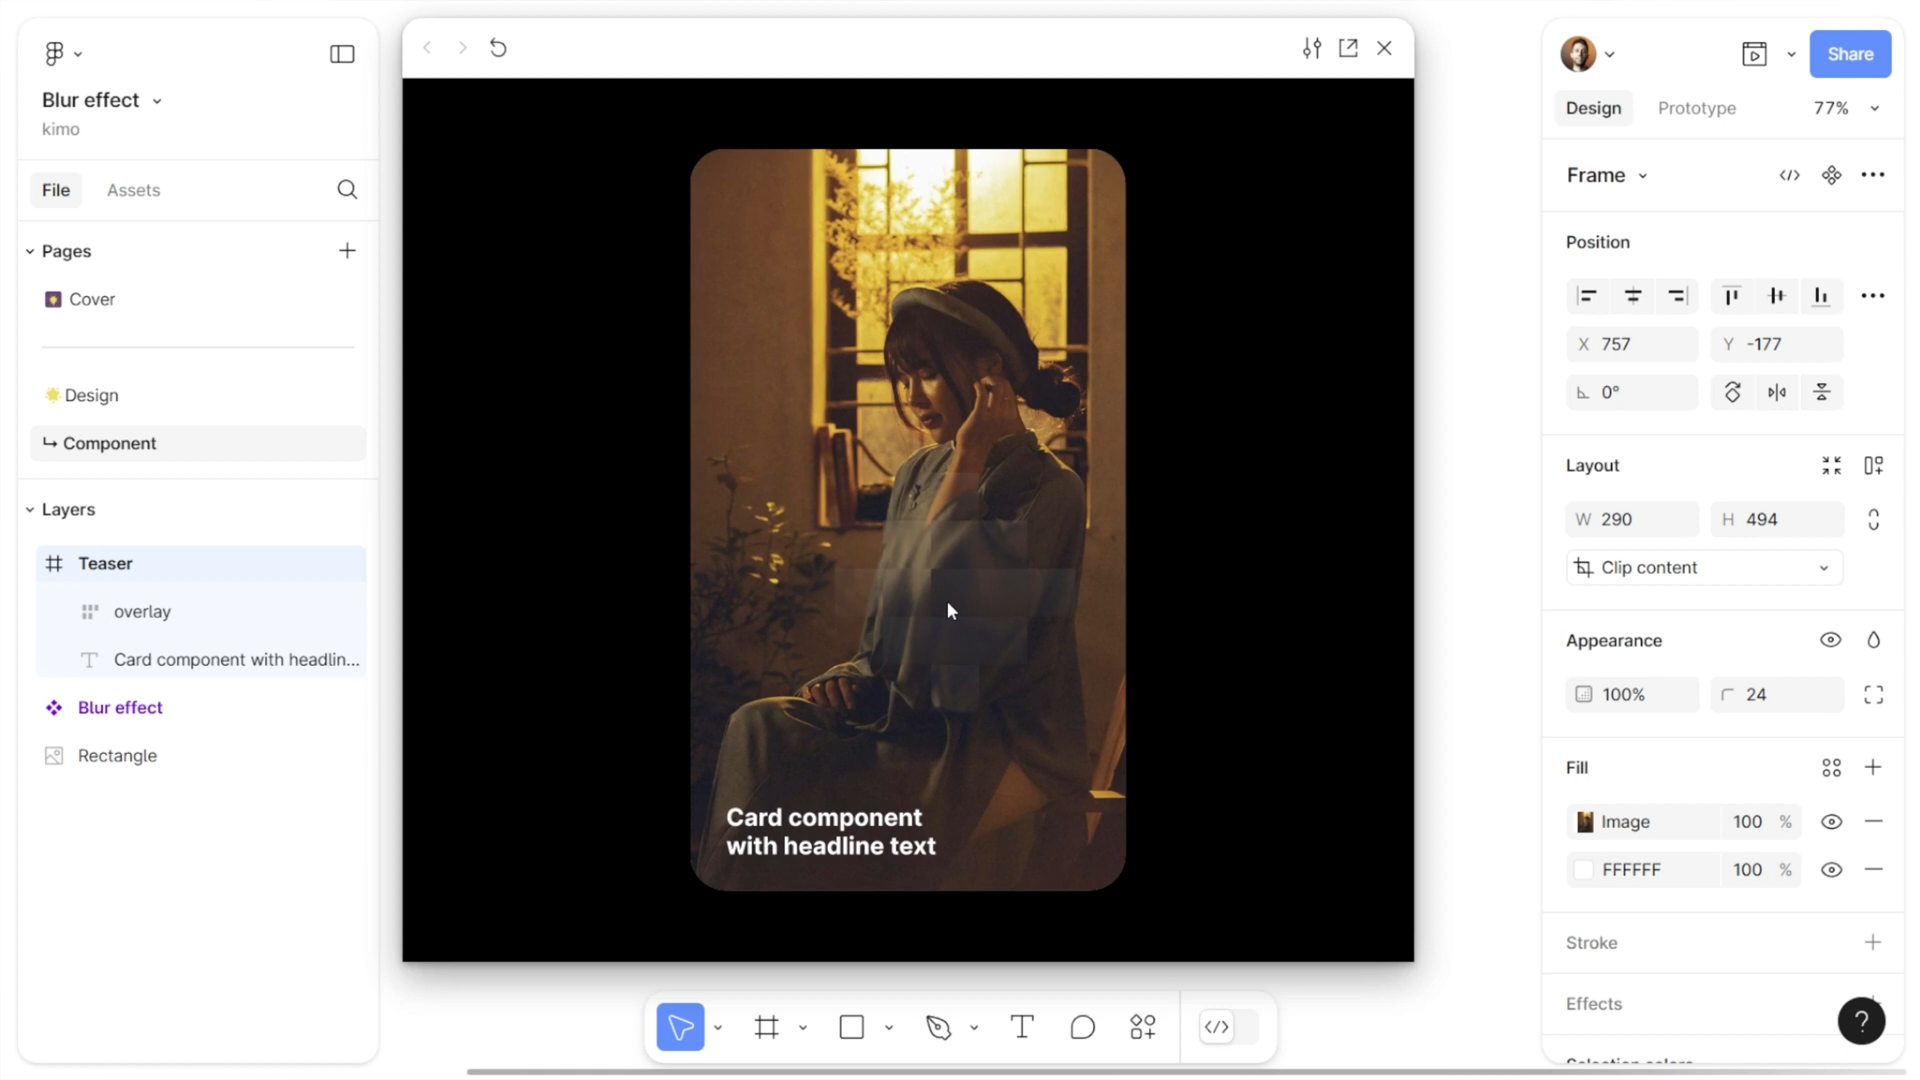 Blur effect
kimo
File
Assets
Pages
Cover
Design
Component
Layers
Teaser
overlay
Card component with headlin...
Blur effect
Rectangle
Card component
with headline text
Share
Design
Prototype
77%
Frame
Position
X 757
Y -177
0°
Layout
W 290
H 494
Clip content
Appearance
100%
24
Fill
Image 100 %
FFFFFF 100 %
Stroke
Effects
?
Selection colors